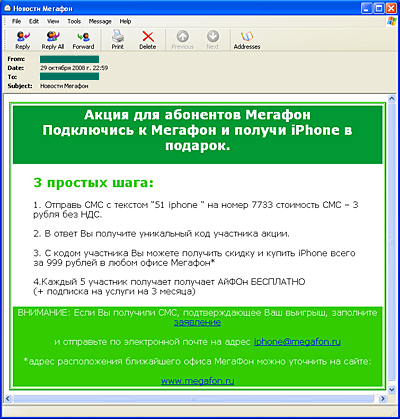 Новости Мегафон
File Edit View Tools Message Help
Reply Reply All Forward Print Delete Previous Next Addresses
From:
Date: 29 октября 2008 г. 22:59
To:
Subject: Новости Мегафон
Акция для абонентов Мегафон
Подключись к Мегафон и получи iPhone в
подарок.
3 простых шага:
1. Отправь СМС с текстом "51 iphone " на номер 7733 стоимость СМС – 3
рубля без НДС.
2. В ответ Вы получите уникальный код участника акции.
3. С кодом участника Вы можете получить скидку и купить iPhone всего
за 999 рублей в любом офисе Мегафон*
4.Каждый 5 участник получает получает АйФОн БЕСПЛАТНО
(+ подписка на услуги на 3 месяца)
ВНИМАНИЕ: Если Вы получили СМС, подтверждающее Ваш выигрыш, заполните
заявление
и отправьте по электронной почте на адрес iphone@megafon.ru
*адрес расположения ближайшего офиса МегаФон можно уточнить на сайте:
www.megafon.ru